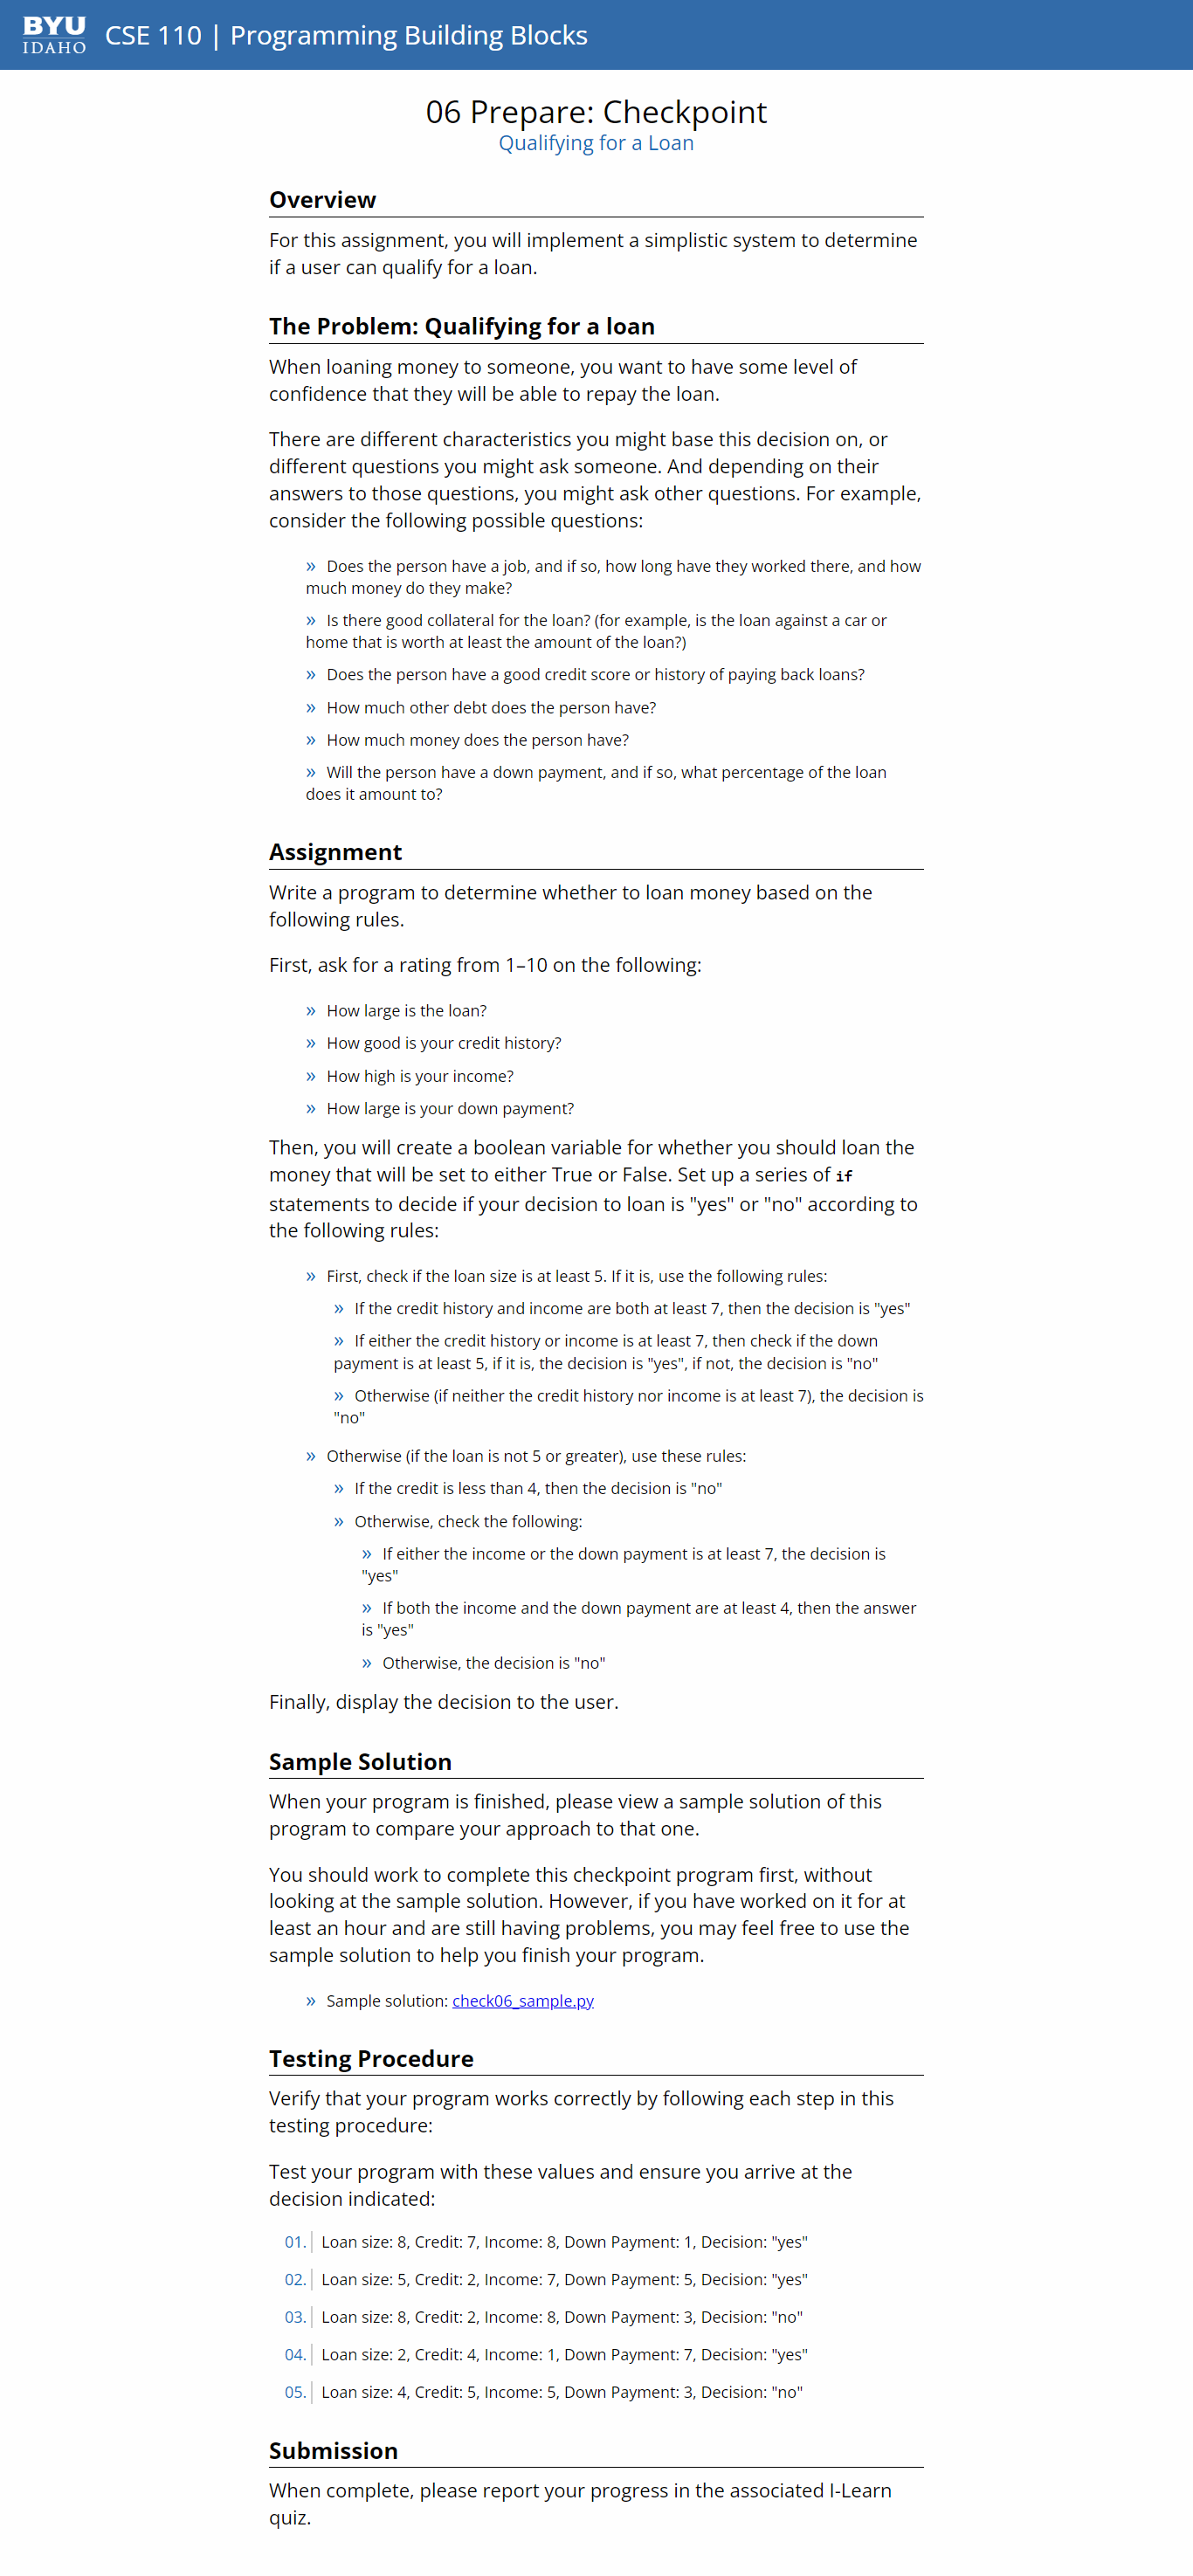 BYU
IDAHO
CSE 110 | Programming Building Blocks
06 Prepare: Checkpoint
Qualifying for a Loan
Overview
For this assignment, you will implement a simplistic system to determine
if a user can qualify for a loan.
The Problem: Qualifying for a loan
When loaning money to someone, you want to have some level of
confidence that they will be able to repay the loan.
There are different characteristics you might base this decision on, or
different questions you might ask someone. And depending on their
answers to those questions, you might ask other questions. For example,
consider the following possible questions:
» Does the person have a job, and if so, how long have they worked there, and how
much money do they make?
» Is there good collateral for the loan? (for example, is the loan against a car or
home that is worth at least the amount of the loan?)
» Does the person have a good credit score or history of paying back loans?
» How much other debt does the person have?
» How much money does the person have?
» Will the person have a down payment, and if so, what percentage of the loan
does it amount to?
Assignment
Write a program to determine whether to loan money based on the
following rules.
First, ask for a rating from 1–10 on the following:
» How large is the loan?
» How good is your credit history?
» How high is your income?
» How large is your down payment?
Then, you will create a boolean variable for whether you should loan the
money that will be set to either True or False. Set up a series of if
statements to decide if your decision to loan is "yes" or "no" according to
the following rules:
» First, check if the loan size is at least 5. If it is, use the following rules:
» If the credit history and income are both at least 7, then the decision is "yes"
» If either the credit history or income is at least 7, then check if the down
payment is at least 5, if it is, the decision is "yes", if not, the decision is "no"
» Otherwise (if neither the credit history nor income is at least 7), the decision is
"no"
» Otherwise (if the loan is not 5 or greater), use these rules:
» If the credit is less than 4, then the decision is "no"
» Otherwise, check the following:
» If either the income or the down payment is at least 7, the decision is
"yes"
» If both the income and the down payment are at least 4, then the answer
is "yes"
» Otherwise, the decision is "no"
Finally, display the decision to the user.
Sample Solution
When your program is finished, please view a sample solution of this
program to compare your approach to that one.
You should work to complete this checkpoint program first, without
looking at the sample solution. However, if you have worked on it for at
least an hour and are still having problems, you may feel free to use the
sample solution to help you finish your program.
» Sample solution: check06_sample.py
Testing Procedure
Verify that your program works correctly by following each step in this
testing procedure:
Test your program with these values and ensure you arrive at the
decision indicated:
01. Loan size: 8, Credit: 7, Income: 8, Down Payment: 1, Decision: "yes"
02. Loan size: 5, Credit: 2, Income: 7, Down Payment: 5, Decision: "yes"
03. Loan size: 8, Credit: 2, Income: 8, Down Payment: 3, Decision: "no"
04. Loan size: 2, Credit: 4, Income: 1, Down Payment: 7, Decision: "yes"
05. Loan size: 4, Credit: 5, Income: 5, Down Payment: 3, Decision: "no"
Submission
When complete, please report your progress in the associated I-Learn
quiz.